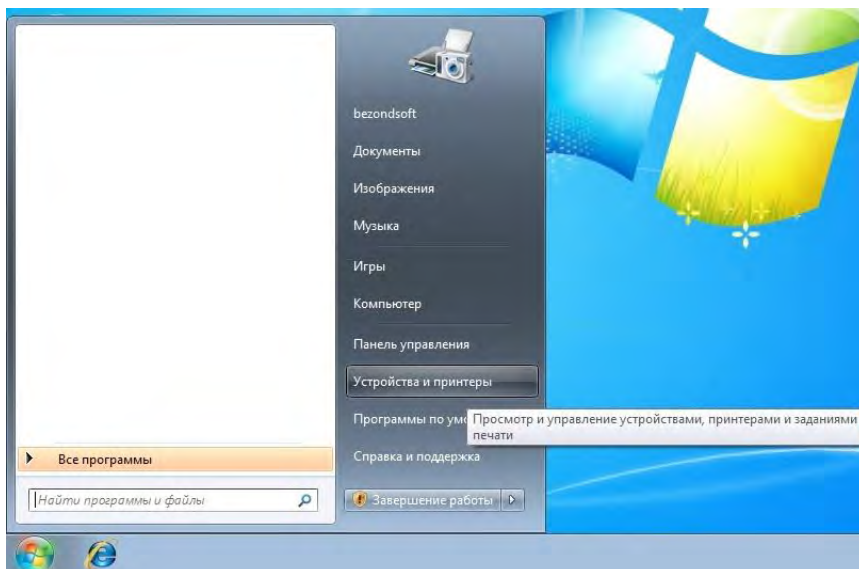 bezondsoft
Документы
Изображения
Музыка
Игры
Компьютер
Панель управления
Устройства и принтеры
Программы по умо
Просмотр и управление устройствами, принтерами и заданиями
печати
Все программы
Справка и поддержка
Найти программы и файлы
Завершение работы